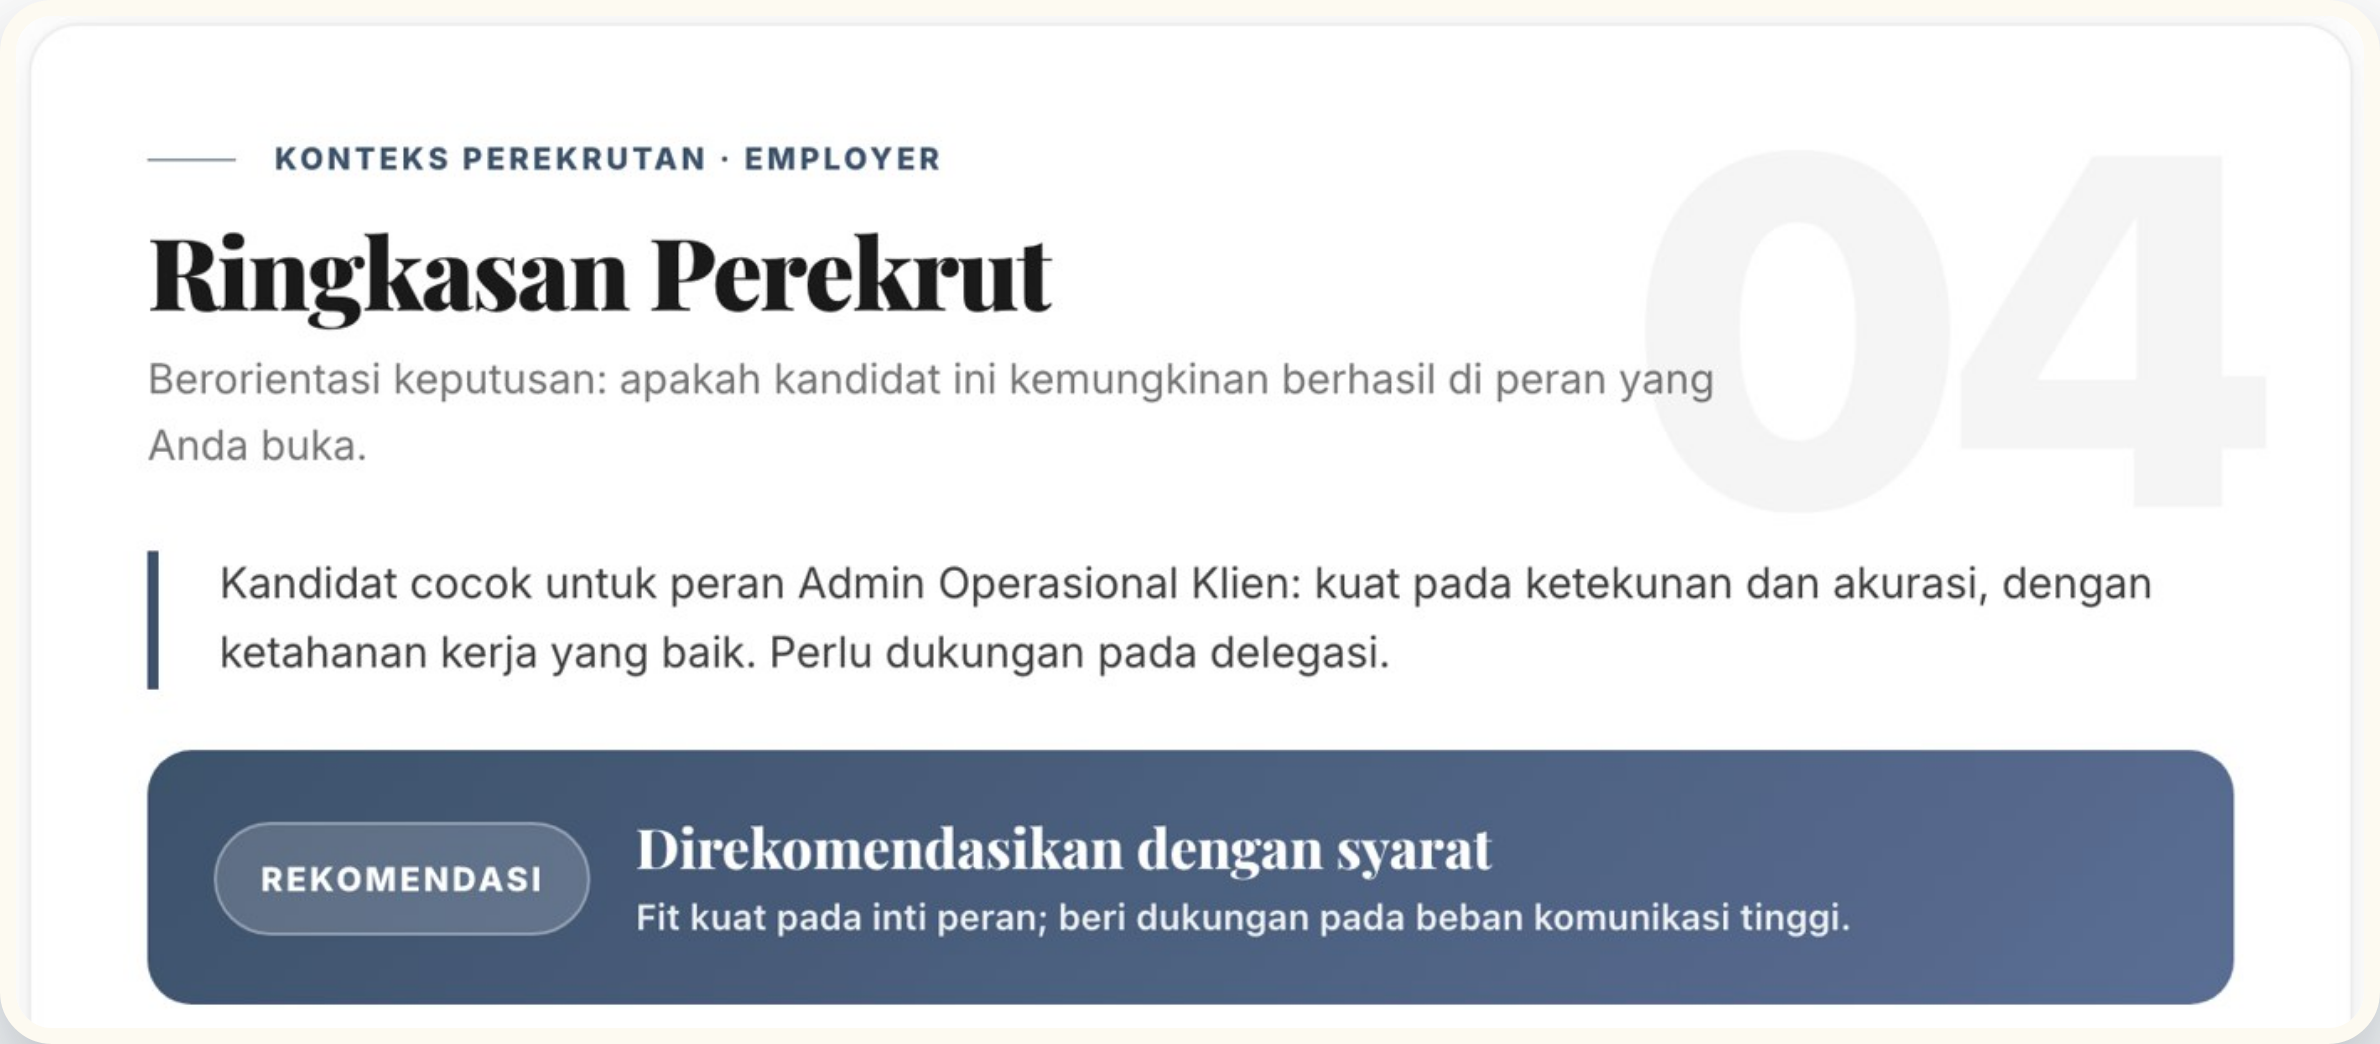 KONTEKS PEREKRUTAN · EMPLOYER
04
Ringkasan Perekrut
Berorientasi keputusan: apakah kandidat ini kemungkinan berhasil di peran yang
Anda buka.
Kandidat cocok untuk peran Admin Operasional Klien: kuat pada ketekunan dan akurasi, dengan
ketahanan kerja yang baik. Perlu dukungan pada delegasi.
REKOMENDASI
Direkomendasikan dengan syarat
Fit kuat pada inti peran; beri dukungan pada beban komunikasi tinggi.